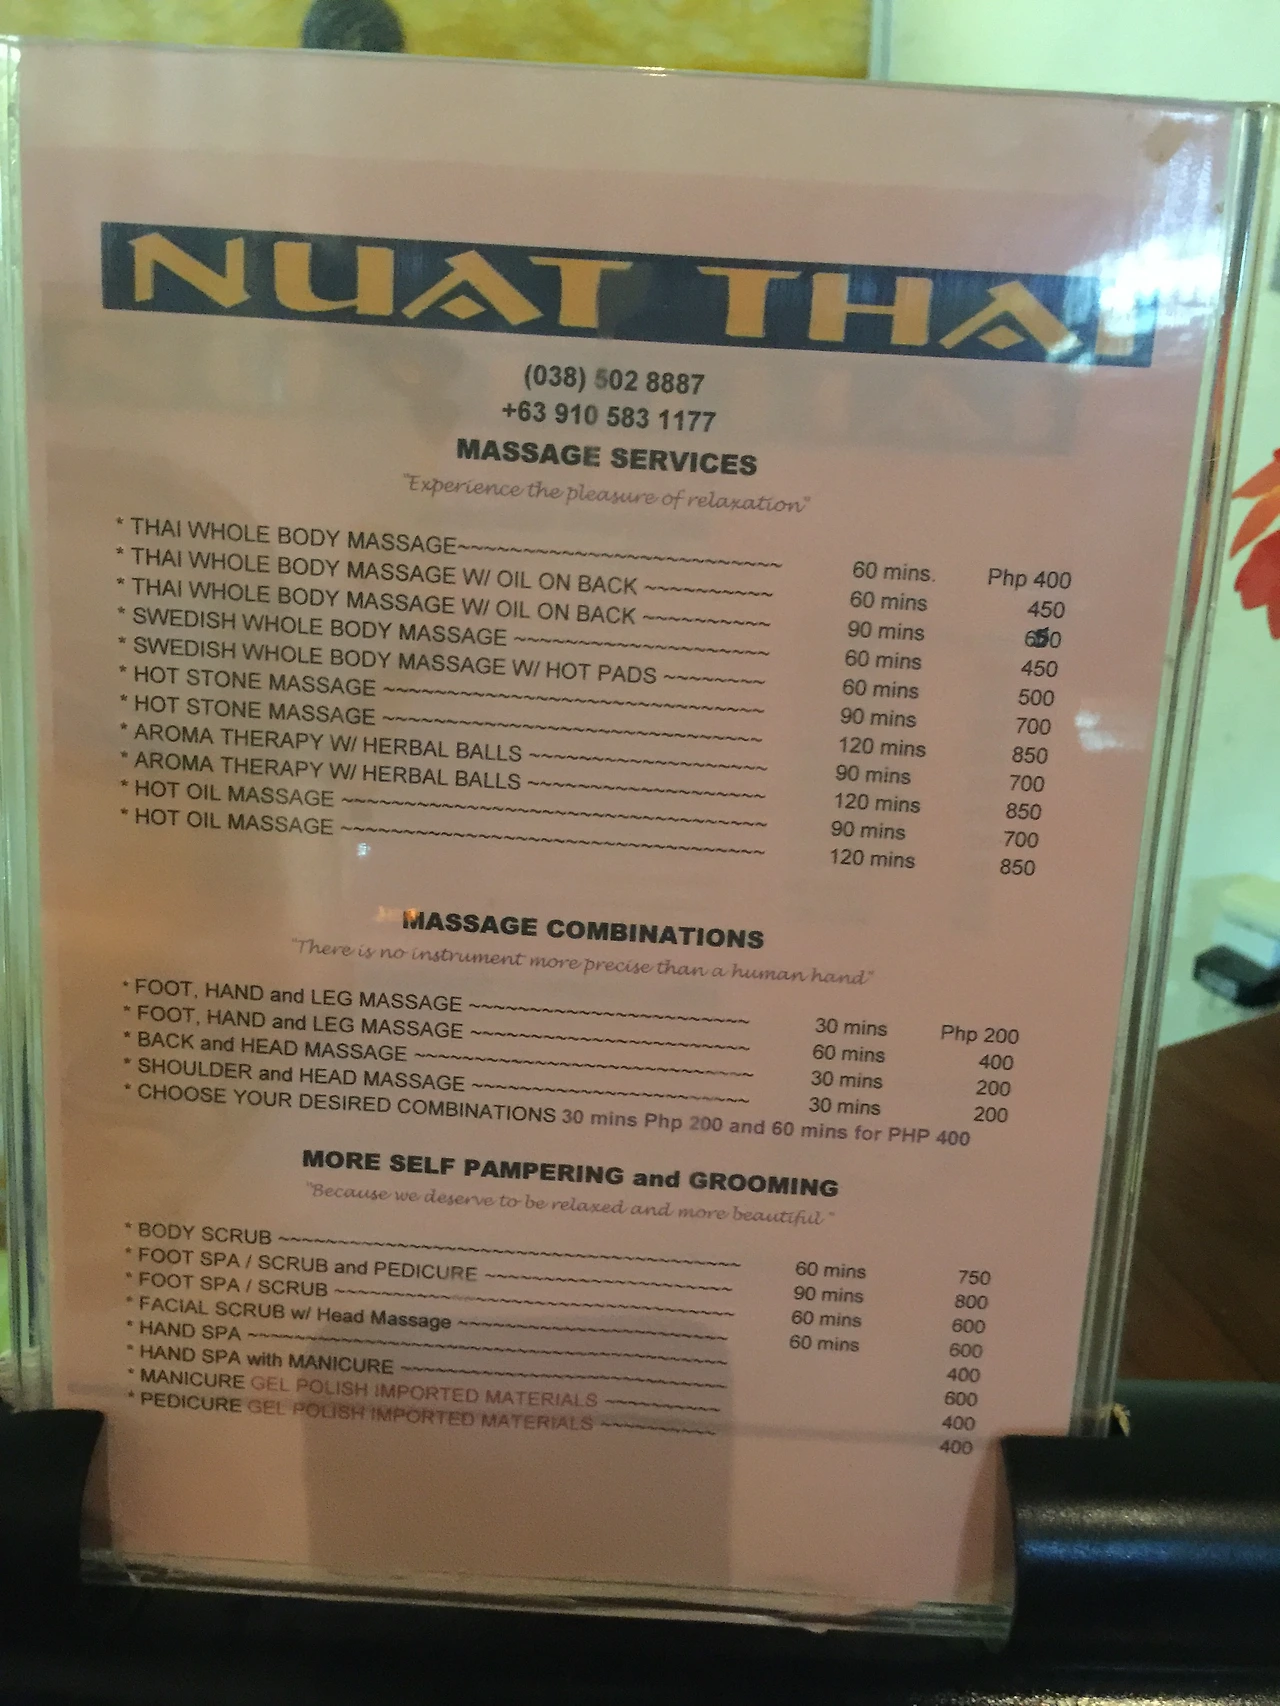 NUAT THAI
(038) 502 8887
+63 910 583 1177
MASSAGE SERVICES
"Experience the pleasure of relaxation"
* THAI WHOLE BODY MASSAGE~~~~~~~~~~~~~~~~~~~~~~~~~ 60 mins. Php 400
* THAI WHOLE BODY MASSAGE W/ OIL ON BACK ~~~~~~~~~~ 60 mins 450
* THAI WHOLE BODY MASSAGE W/ OIL ON BACK ~~~~~~~~~~ 90 mins
* SWEDISH WHOLE BODY MASSAGE ~~~~~~~~~~~~~~~~~~~~ 60 mins 450
* SWEDISH WHOLE BODY MASSAGE W/ HOT PADS ~~~~~~~~ 60 mins 500
* HOT STONE MASSAGE ~~~~~~~~~~~~~~~~~~~~~~~~~~~~~ 90 mins 700
* HOT STONE MASSAGE ~~~~~~~~~~~~~~~~~~~~~~~~~~~~~ 120 mins 850
* AROMA THERAPY W/ HERBAL BALLS ~~~~~~~~~~~~~~~~~~ 90 mins 700
* AROMA THERAPY W/ HERBAL BALLS ~~~~~~~~~~~~~~~~~~ 120 mins 850
* HOT OIL MASSAGE ~~~~~~~~~~~~~~~~~~~~~~~~~~~~~~~~ 90 mins 700
* HOT OIL MASSAGE ~~~~~~~~~~~~~~~~~~~~~~~~~~~~~~~~ 120 mins 850
MASSAGE COMBINATIONS
"There is no instrument more precise than a human hand"
* FOOT, HAND and LEG MASSAGE ~~~~~~~~~~~~~~~~~~~~~ 30 mins Php 200
* FOOT, HAND and LEG MASSAGE ~~~~~~~~~~~~~~~~~~~~~ 60 mins 400
* BACK and HEAD MASSAGE ~~~~~~~~~~~~~~~~~~~~~~~~~ 30 mins 200
* SHOULDER and HEAD MASSAGE ~~~~~~~~~~~~~~~~~~~~~ 30 mins 200
* CHOOSE YOUR DESIRED COMBINATIONS 30 mins Php 200 and 60 mins for PHP 400
MORE SELF PAMPERING and GROOMING
"Because we deserve to be relaxed and more beautiful"
* BODY SCRUB ~~~~~~~~~~~~~~~~~~~~~~~~~~~~~~~~~~~ 60 mins 750
* FOOT SPA / SCRUB and PEDICURE ~~~~~~~~~~~~~~~~~~~ 90 mins 800
* FOOT SPA / SCRUB ~~~~~~~~~~~~~~~~~~~~~~~~~~~~~~ 60 mins 600
* FACIAL SCRUB w/ Head Massage ~~~~~~~~~~~~~~~~~~~~~ 60 mins 600
* HAND SPA ~~~~~~~~~~~~~~~~~~~~~~~~~~~~~~~~~~~~~ 400
* HAND SPA with MANICURE ~~~~~~~~~~~~~~~~~~~~~~~~~ 600
* MANICURE GEL POLISH IMPORTED MATERIALS ~~~~~~~~~~ 400
* PEDICURE GEL POLISH IMPORTED MATERIALS ~~~~~~~~~~ 400